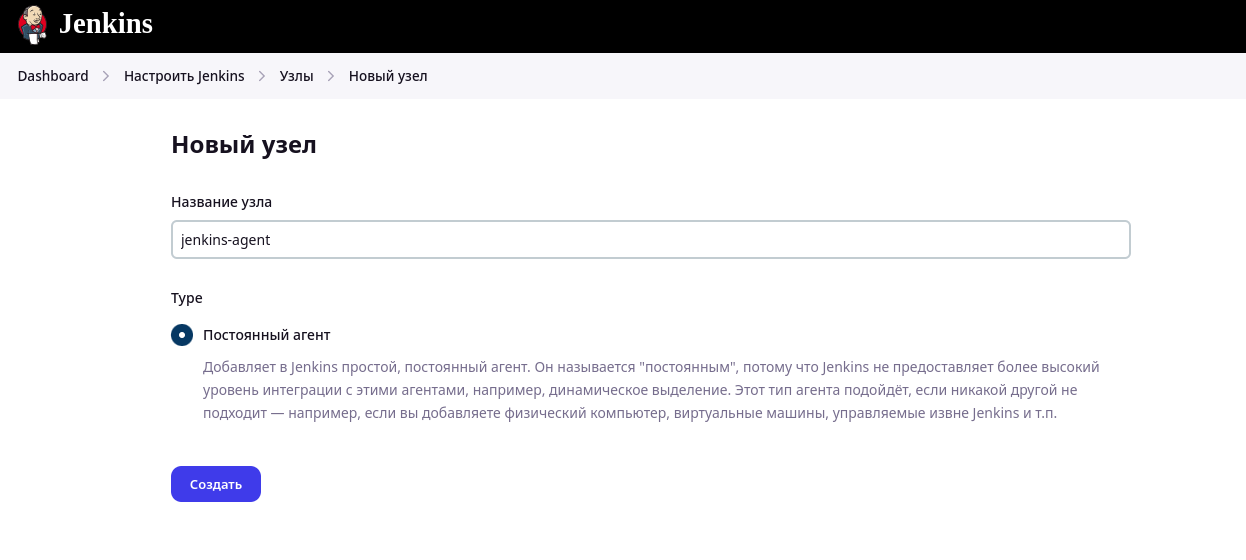 Jenkins
Dashboard > Настроить Jenkins > Узлы > Новый узел
Новый узел
Название узла
jenkins-agent
Type
Постоянный агент
Добавляет в Jenkins простой, постоянный агент. Он называется "постоянным", потому что Jenkins не предоставляет более высокий
уровень интеграции с этими агентами, например, динамическое выделение. Этот тип агента подойдёт, если никакой другой не
подходит — например, если вы добавляете физический компьютер, виртуальные машины, управляемые извне Jenkins и т.п.
Создать